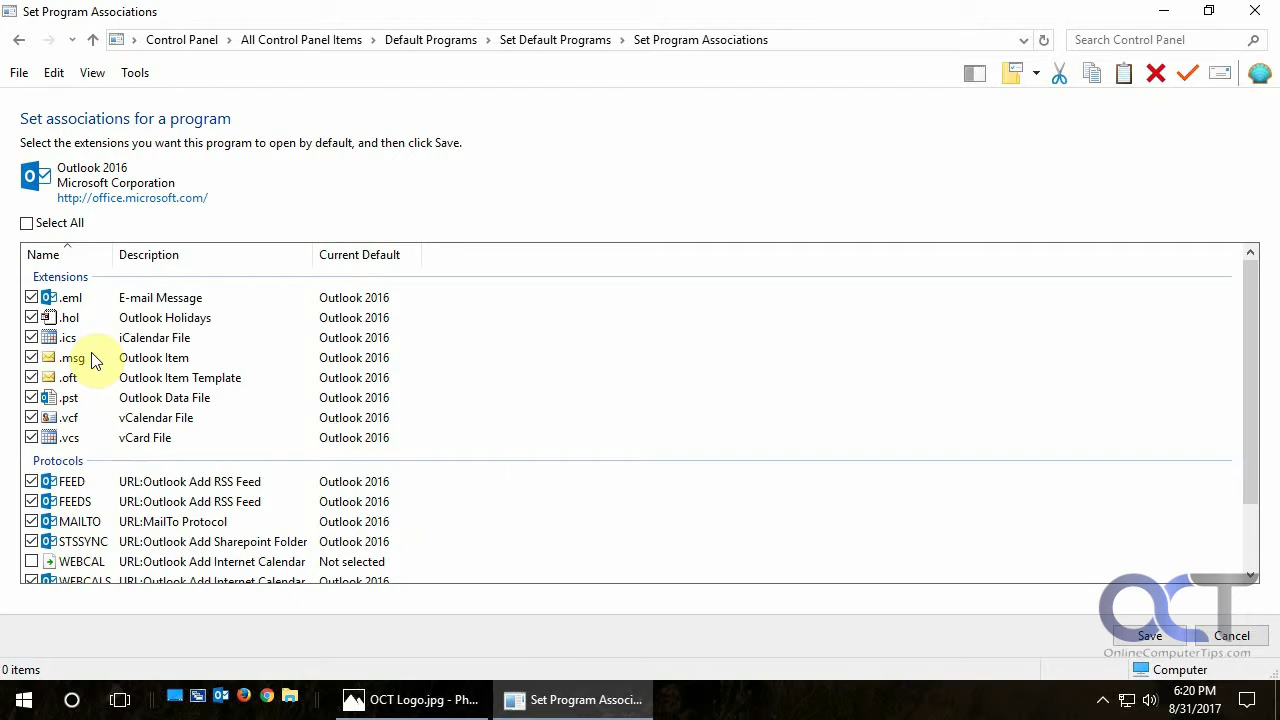 Set Program Associations
Control Panel All Control Panel Items Default Programs Set Default Programs Set Program Associations
Search Control Panel
File Edit View Tools
Set associations for a program
Select the extensions you want this program to open by default, and then click Save.
Outlook 2016
Microsoft Corporation
http://office.microsoft.com/
Select All
Name Description Current Default
Extensions
.eml E-mail Message Outlook 2016
.hol Outlook Holidays Outlook 2016
.ics iCalendar File Outlook 2016
.msg Outlook Item Outlook 2016
.oft Outlook Item Template Outlook 2016
.pst Outlook Data File Outlook 2016
.vcf vCalendar File Outlook 2016
.vcs vCard File Outlook 2016
Protocols
FEED URL:Outlook Add RSS Feed Outlook 2016
FEEDS URL:Outlook Add RSS Feed Outlook 2016
MAILTO URL:MailTo Protocol Outlook 2016
STSSYNC URL:Outlook Add Sharepoint Folder Outlook 2016
WEBCAL URL:Outlook Add Internet Calendar Not selected
WEBCALS URL:Outlook Add Internet Calendar Outlook 2016
OCT
Save Cancel
OnlineComputerTips.com
0 items
Computer
OCT Logo.jpg - Ph...
Set Program Associ...
6:20 PM
8/31/2017